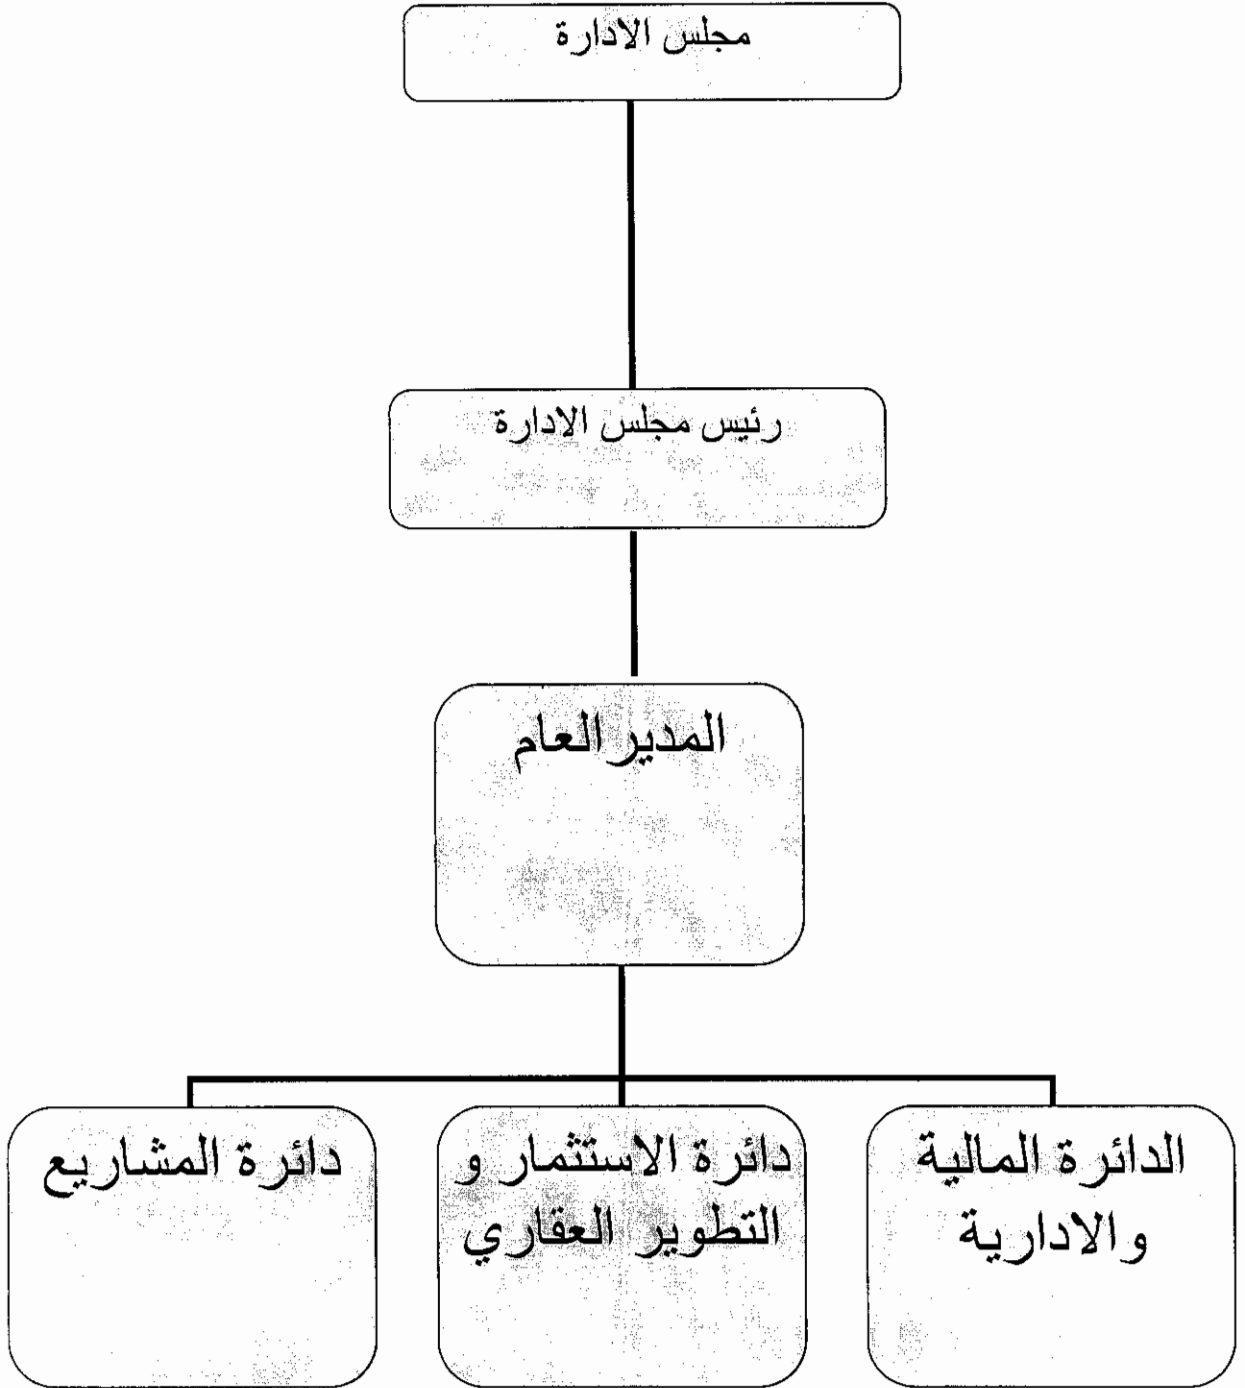 مجلس الادارة
رئيس مجلس الادارة
المدير العام
الدائرة المالية
والادارية
دائرة الاستثمار و
التطوير العقاري
دائرة المشاريع